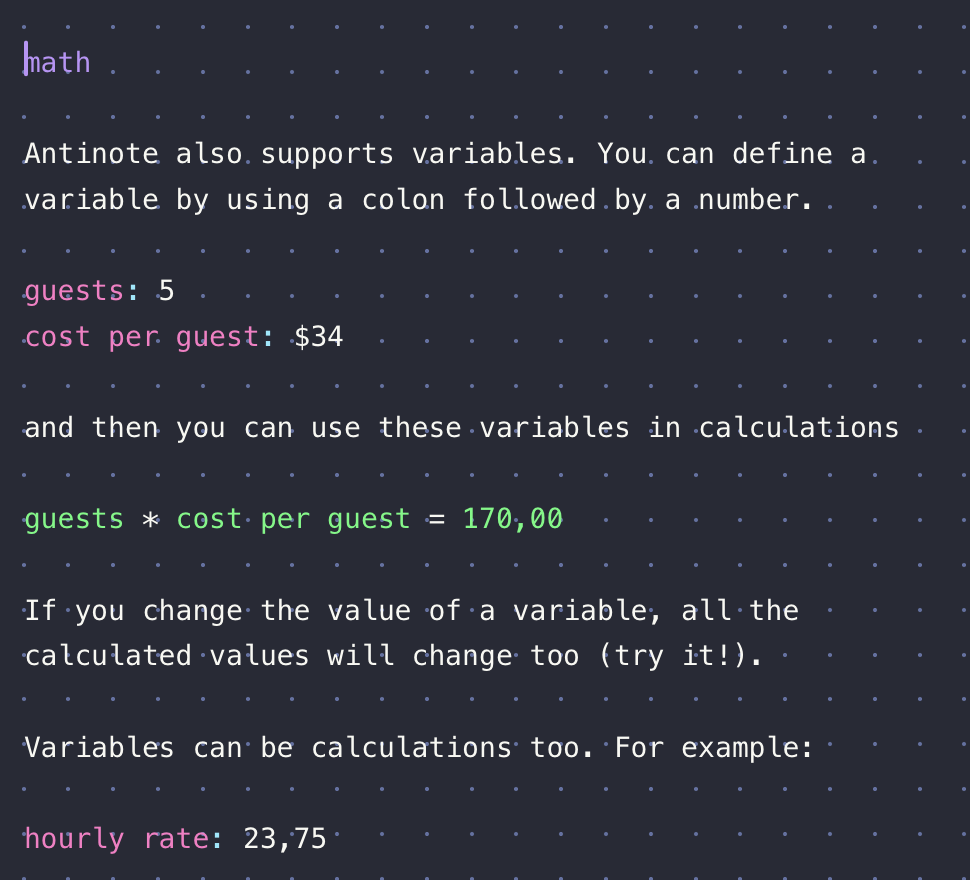 math
Antinote also supports variables. You can define a
variable by using a colon followed by a number.
guests: 5
cost per guest: $34
and then you can use these variables in calculations
guests * cost per guest = 170,00
If you change the value of a variable, all the
calculated values will change too (try it!).
Variables can be calculations too. For example:
hourly rate: 23,75